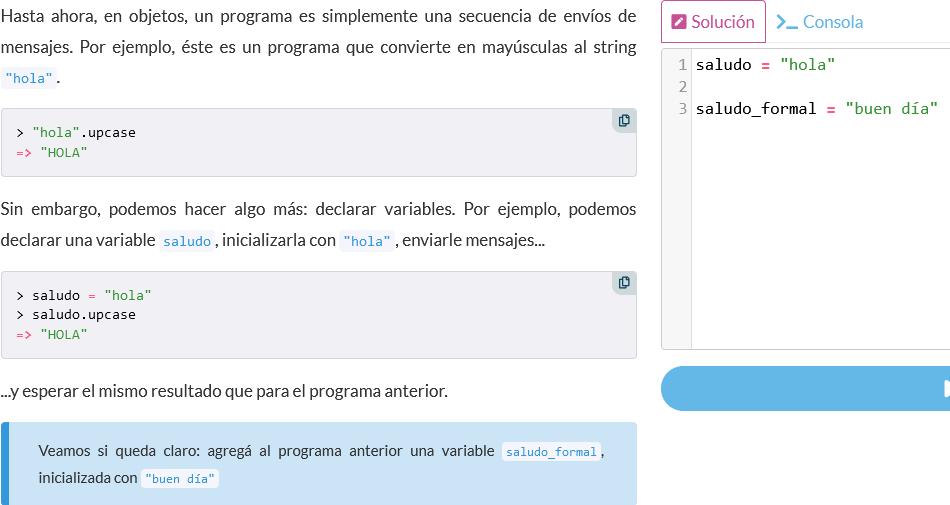 Hasta ahora, en objetos, un programa es simplemente una secuencia de envíos de
mensajes. Por ejemplo, éste es un programa que convierte en mayúsculas al string
"hola".
> "hola".upcase
=> "HOLA"
Sin embargo, podemos hacer algo más: declarar variables. Por ejemplo, podemos
declarar una variable saludo, inicializarla con "hola", enviarle mensajes...
> saludo = "hola"
> saludo.upcase
=> "HOLA"
...y esperar el mismo resultado que para el programa anterior.
Veamos si queda claro: agregá al programa anterior una variable saludo_formal,
inicializada con "buen día"
Solución
Consola
1 saludo = "hola"
2
3 saludo_formal = "buen día"